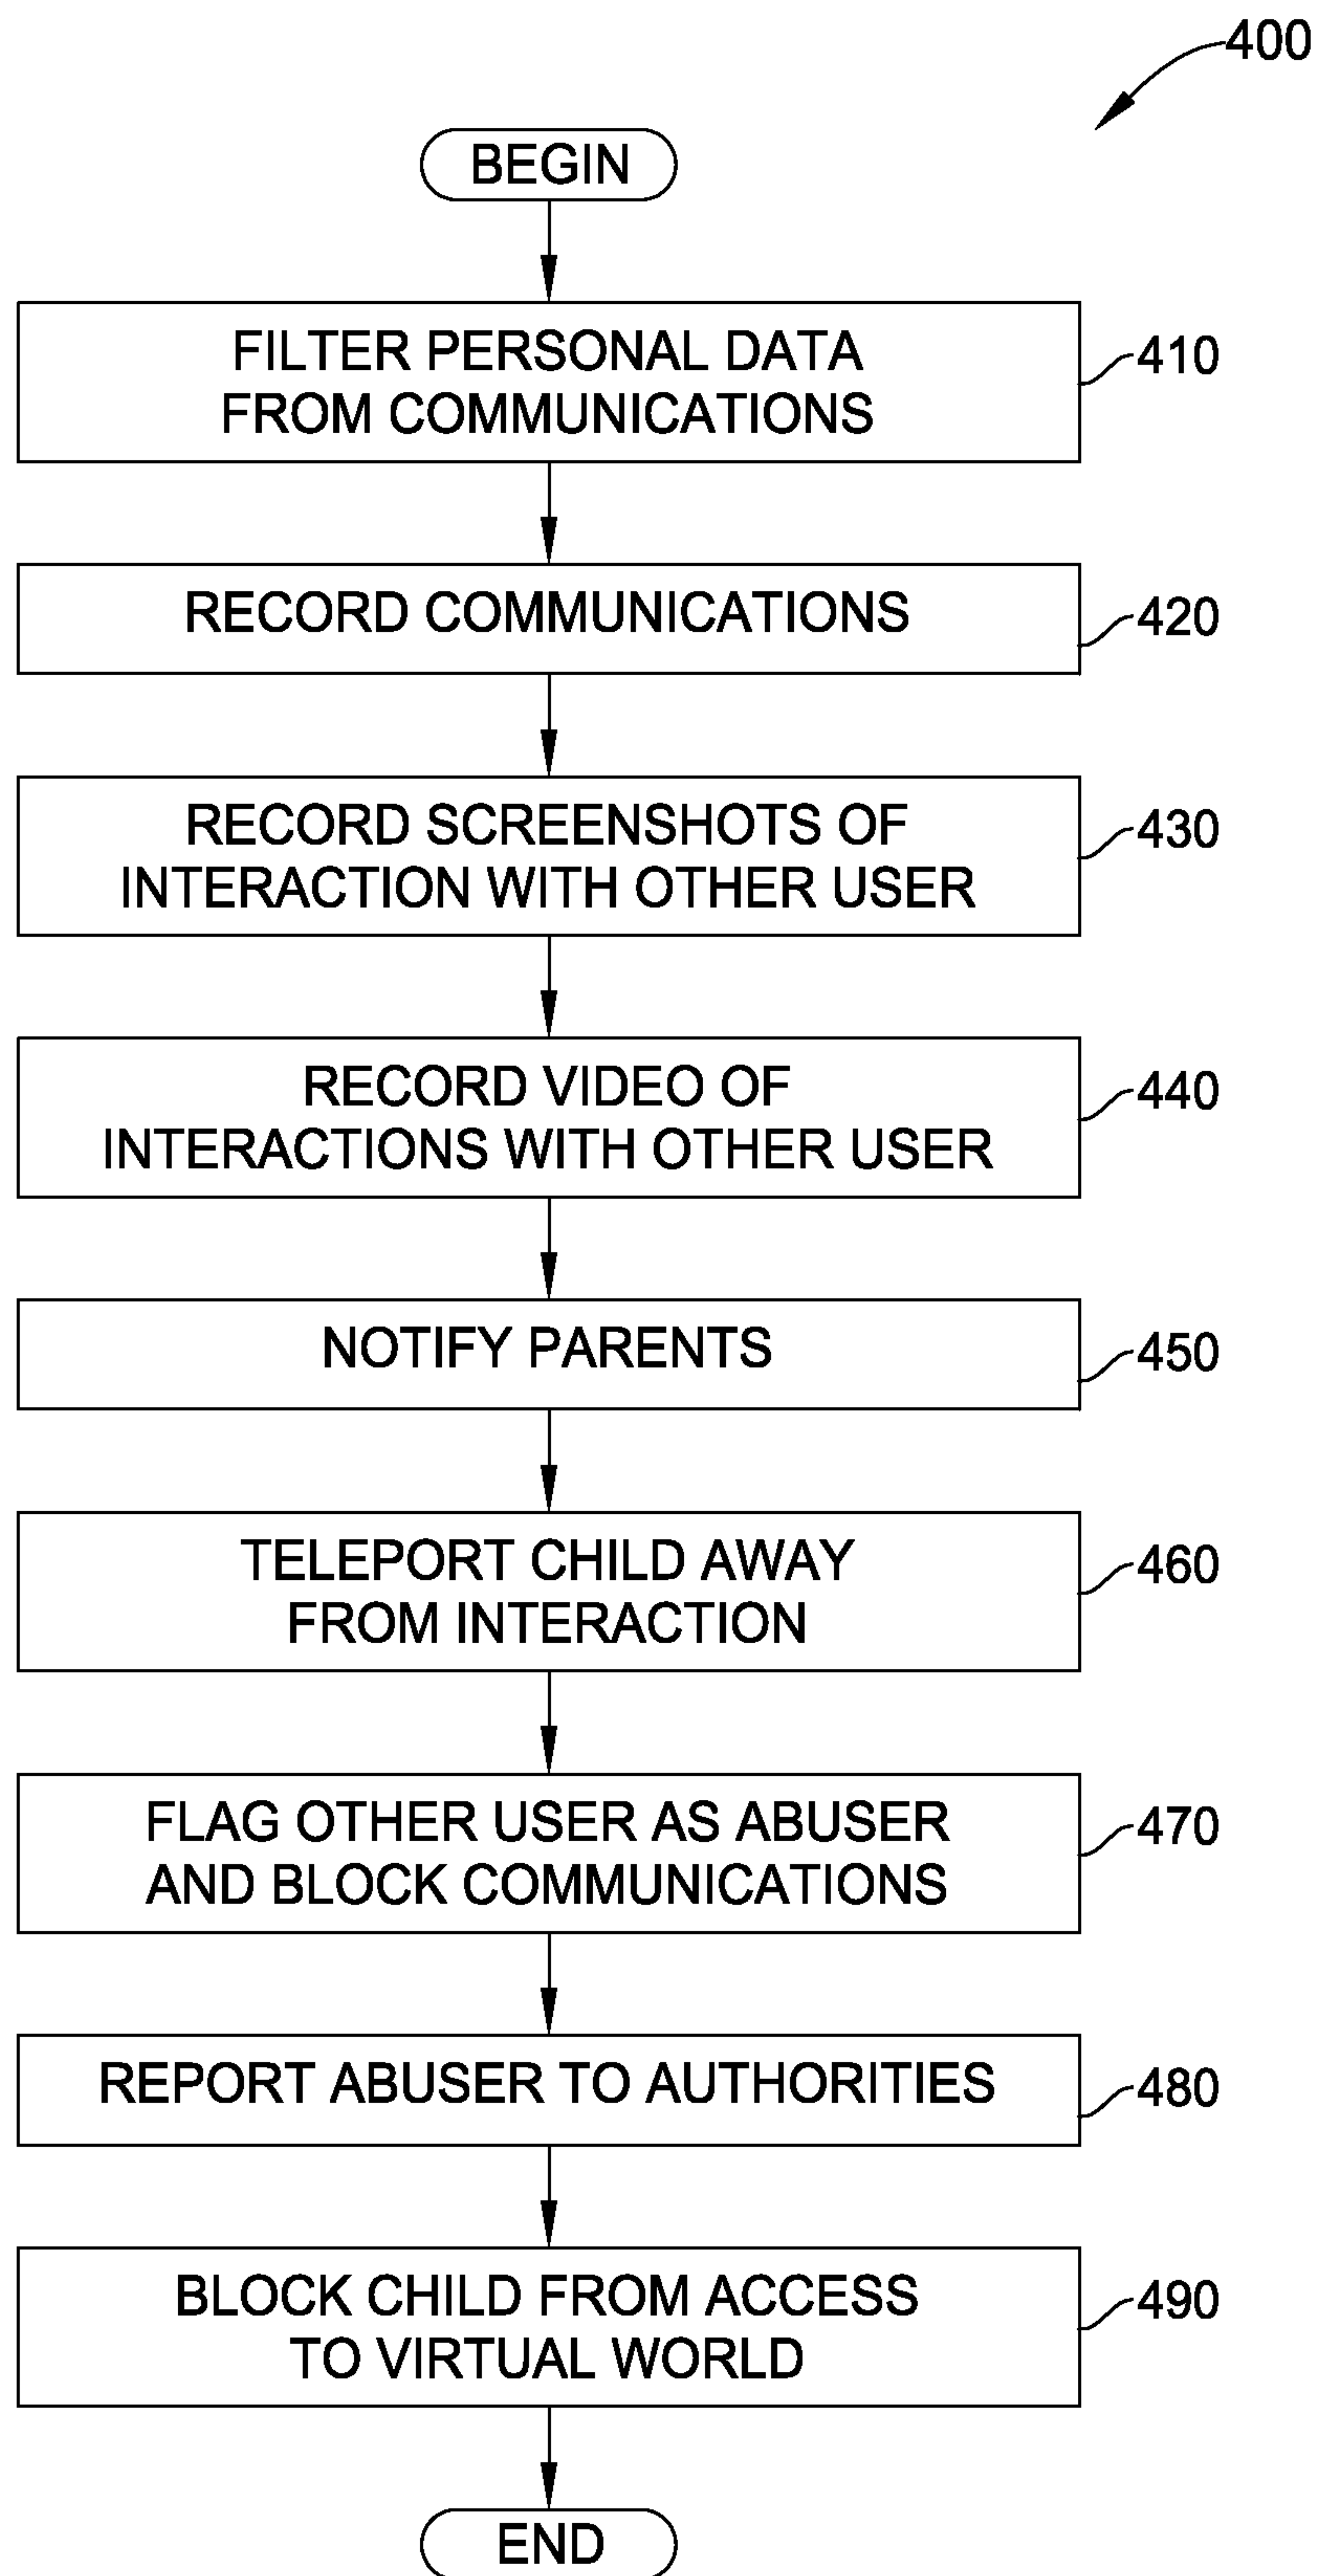 400
BEGIN
FILTER PERSONAL DATA
FROM COMMUNICATIONS
410
RECORD COMMUNICATIONS
420
RECORD SCREENSHOTS OF
INTERACTION WITH OTHER USER
430
RECORD VIDEO OF
INTERACTIONS WITH OTHER USER
440
NOTIFY PARENTS
450
TELEPORT CHILD AWAY
FROM INTERACTION
460
FLAG OTHER USER AS ABUSER
AND BLOCK COMMUNICATIONS
470
REPORT ABUSER TO AUTHORITIES
480
BLOCK CHILD FROM ACCESS
TO VIRTUAL WORLD
490
END